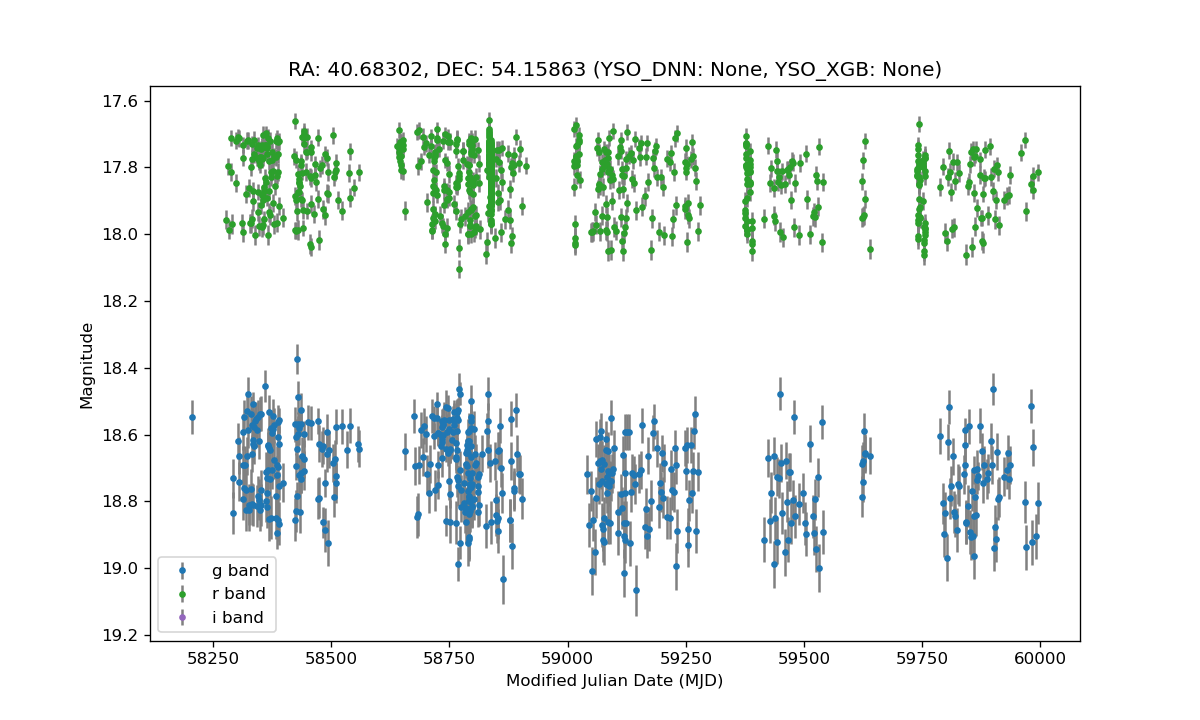 RA: 40.68302, DEC: 54.15863 (YSO_DNN: None, YSO_XGB: None)
17.6
17.8
18.0
18.2
18.4
18.6
18.8
19.0
19.2
Magnitude
g band
r band
i band
58250 58500 58750 59000 59250 59500 59750 60000
Modified Julian Date (MJD)